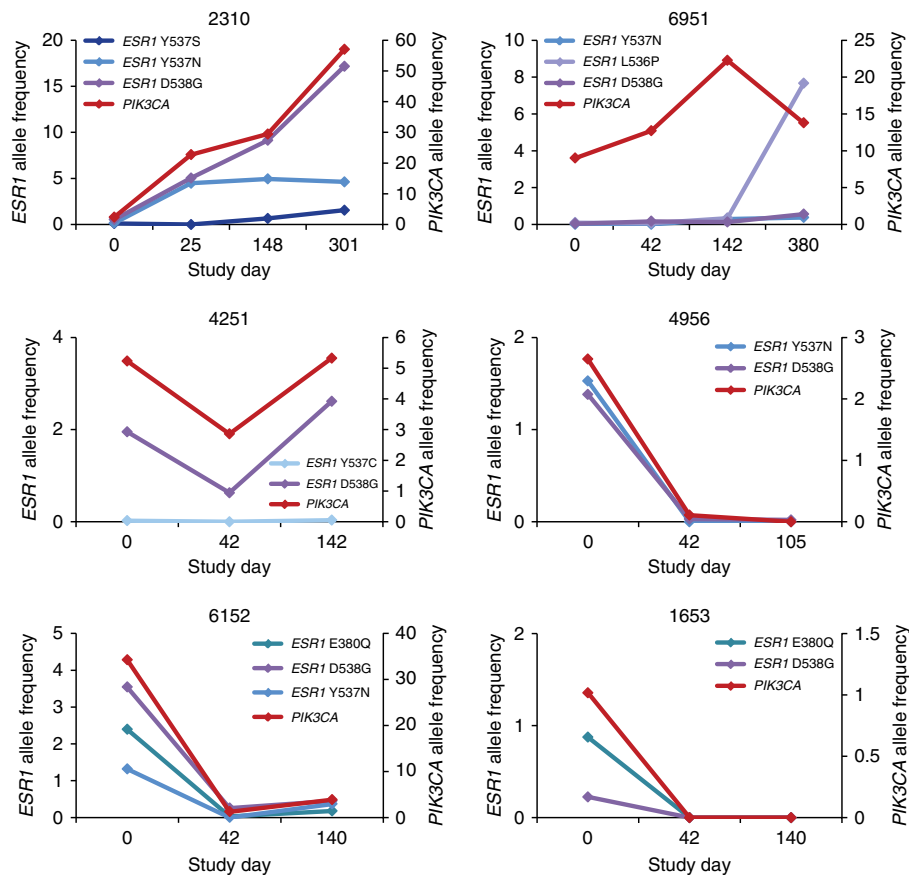 2310
ESR1 Y537S
ESR1 Y537N
ESR1 D538G
PIK3CA
ESR1 allele frequency
20
15
10
5
0
60
50
40
30
20
10
0
PIK3CA allele frequency
0 25 148 301
Study day
6951
ESR1 Y537N
ESR1 L536P
ESR1 D538G
PIK3CA
ESR1 allele frequency
10
8
6
4
2
0
25
20
15
10
5
0
PIK3CA allele frequency
0 42 142 380
Study day
4251
ESR1 allele frequency
4
2
0
6
5
4
3
2
1
0
PIK3CA allele frequency
ESR1 Y537C
ESR1 D538G
PIK3CA
0 42 142
Study day
4956
ESR1 Y537N
ESR1 D538G
PIK3CA
ESR1 allele frequency
2
1
0
3
2
1
0
PIK3CA allele frequency
0 42 105
Study day
6152
ESR1 E380Q
ESR1 D538G
ESR1 Y537N
PIK3CA
ESR1 allele frequency
5
4
3
2
1
0
40
30
20
10
0
PIK3CA allele frequency
0 42 140
Study day
1653
ESR1 E380Q
ESR1 D538G
PIK3CA
ESR1 allele frequency
2
1
0
1.5
1
0.5
0
PIK3CA allele frequency
0 42 140
Study day